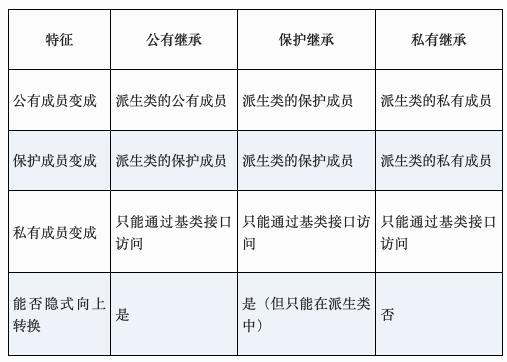 特征 公有继承 保护继承 私有继承
公有成员变成 派生类的公有成员 派生类的保护成员 派生类的私有成员
保护成员变成 派生类的保护成员 派生类的保护成员 派生类的私有成员
私有成员变成 只能通过基类接口访问 只能通过基类接口访问 只能通过基类接口访问
能否隐式向上转换 是 是（但只能在派生类中） 否